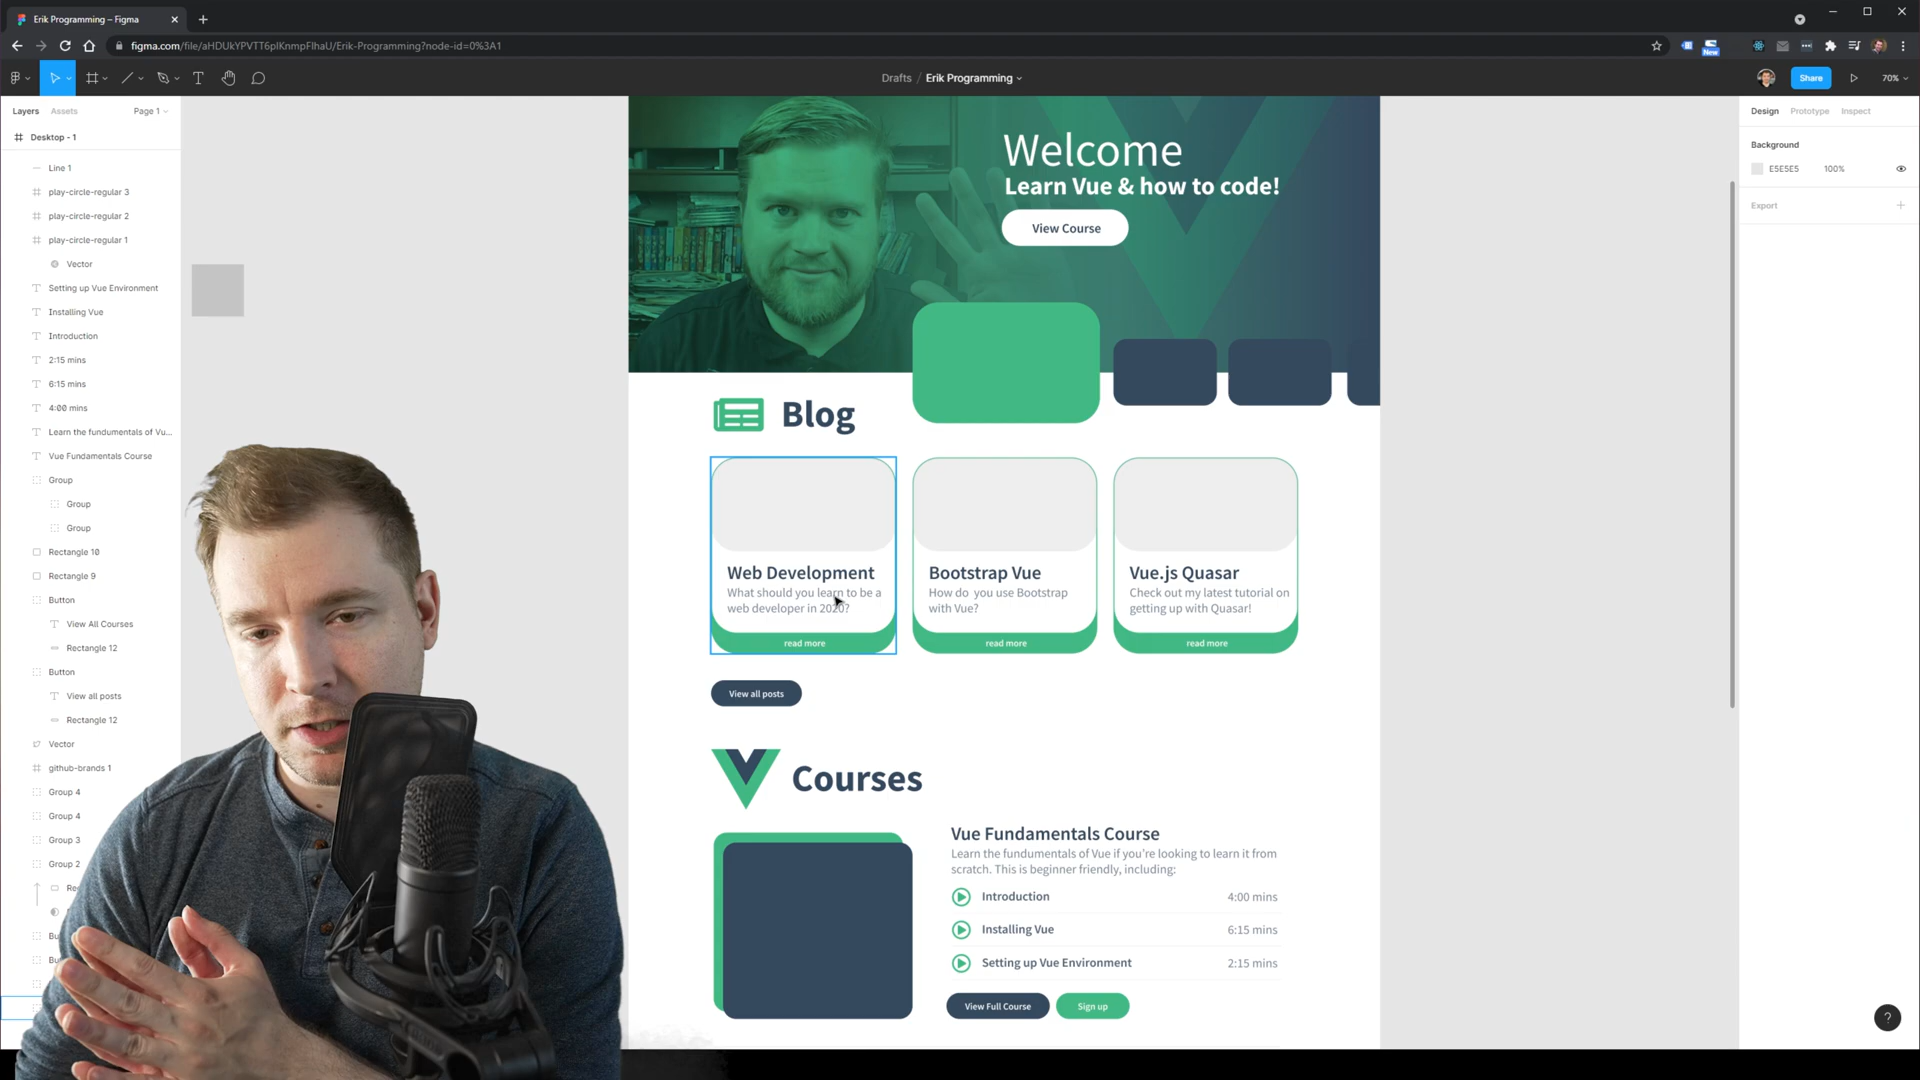 Erik Programming – Figma
figma.com/file/aHDUkYPVTT6pIKnmpFIhaU/Erik-Programming?node-id=0%3A1
New
Drafts / Erik Programming
Share
70%
Layers
Assets
Page 1
Design
Prototype
Inspect
Desktop - 1
Background
E5E5E5
100%
Export
Line 1
play-circle-regular 3
play-circle-regular 2
play-circle-regular 1
Vector
Setting up Vue Environment
Installing Vue
Introduction
2:15 mins
6:15 mins
4:00 mins
Learn the fundumentals of Vu...
Vue Fundamentals Course
Group
Group
Group
Rectangle 10
Rectangle 9
Button
View All Courses
Rectangle 12
Button
View all posts
Rectangle 12
Vector
github-brands 1
Group 4
Group 4
Group 3
Group 2
Welcome
Learn Vue & how to code!
View Course
Blog
Web Development
What should you learn to be a
web developer in 2020?
read more
Bootstrap Vue
How do you use Bootstrap
with Vue?
read more
Vue.js Quasar
Check out my latest tutorial on
getting up with Quasar!
read more
View all posts
Courses
Vue Fundamentals Course
Learn the fundumentals of Vue if you're looking to learn it from
scratch. This is beginner friendly, including:
Introduction 4:00 mins
Installing Vue 6:15 mins
Setting up Vue Environment 2:15 mins
View Full Course
Sign up
?